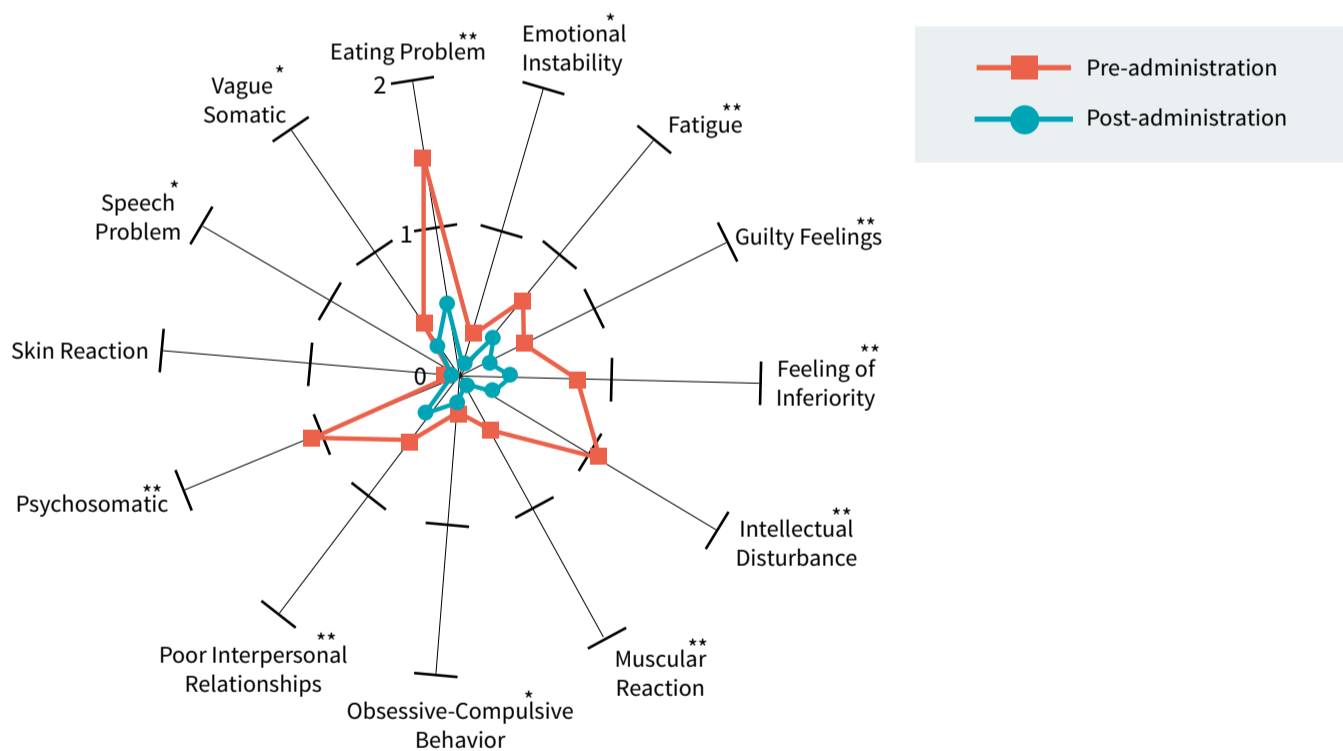 Eating Problem**
Emotional*
Instability
Fatigue**
Guilty Feelings**
Feeling of**
Inferiority
Intellectual**
Disturbance
Muscular**
Reaction
Obsessive-Compulsive*
Behavior
Poor Interpersonal**
Relationships
Psychosomatic**
Skin Reaction
Speech*
Problem
Vague*
Somatic
2
1
0
Pre-administration
Post-administration